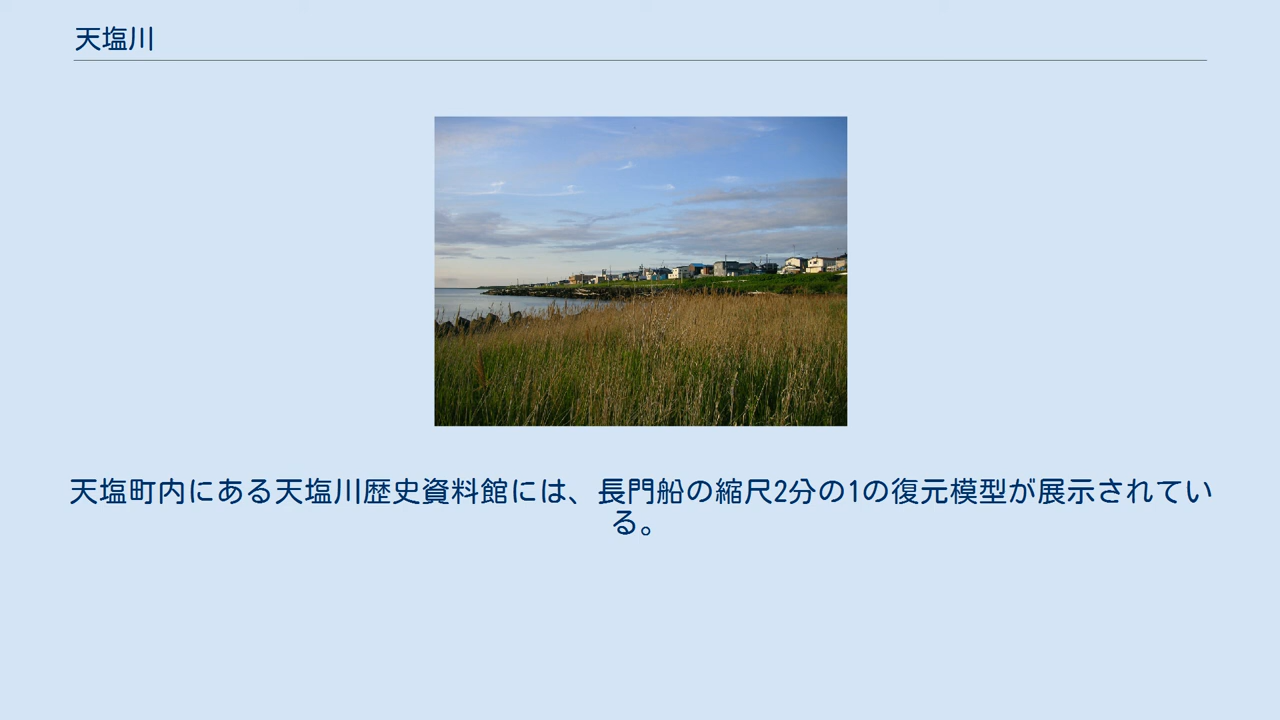 天塩川
天塩町内にある天塩川歴史資料館には、長門船の縮尺2分の1の復元模型が展示されてい
る。